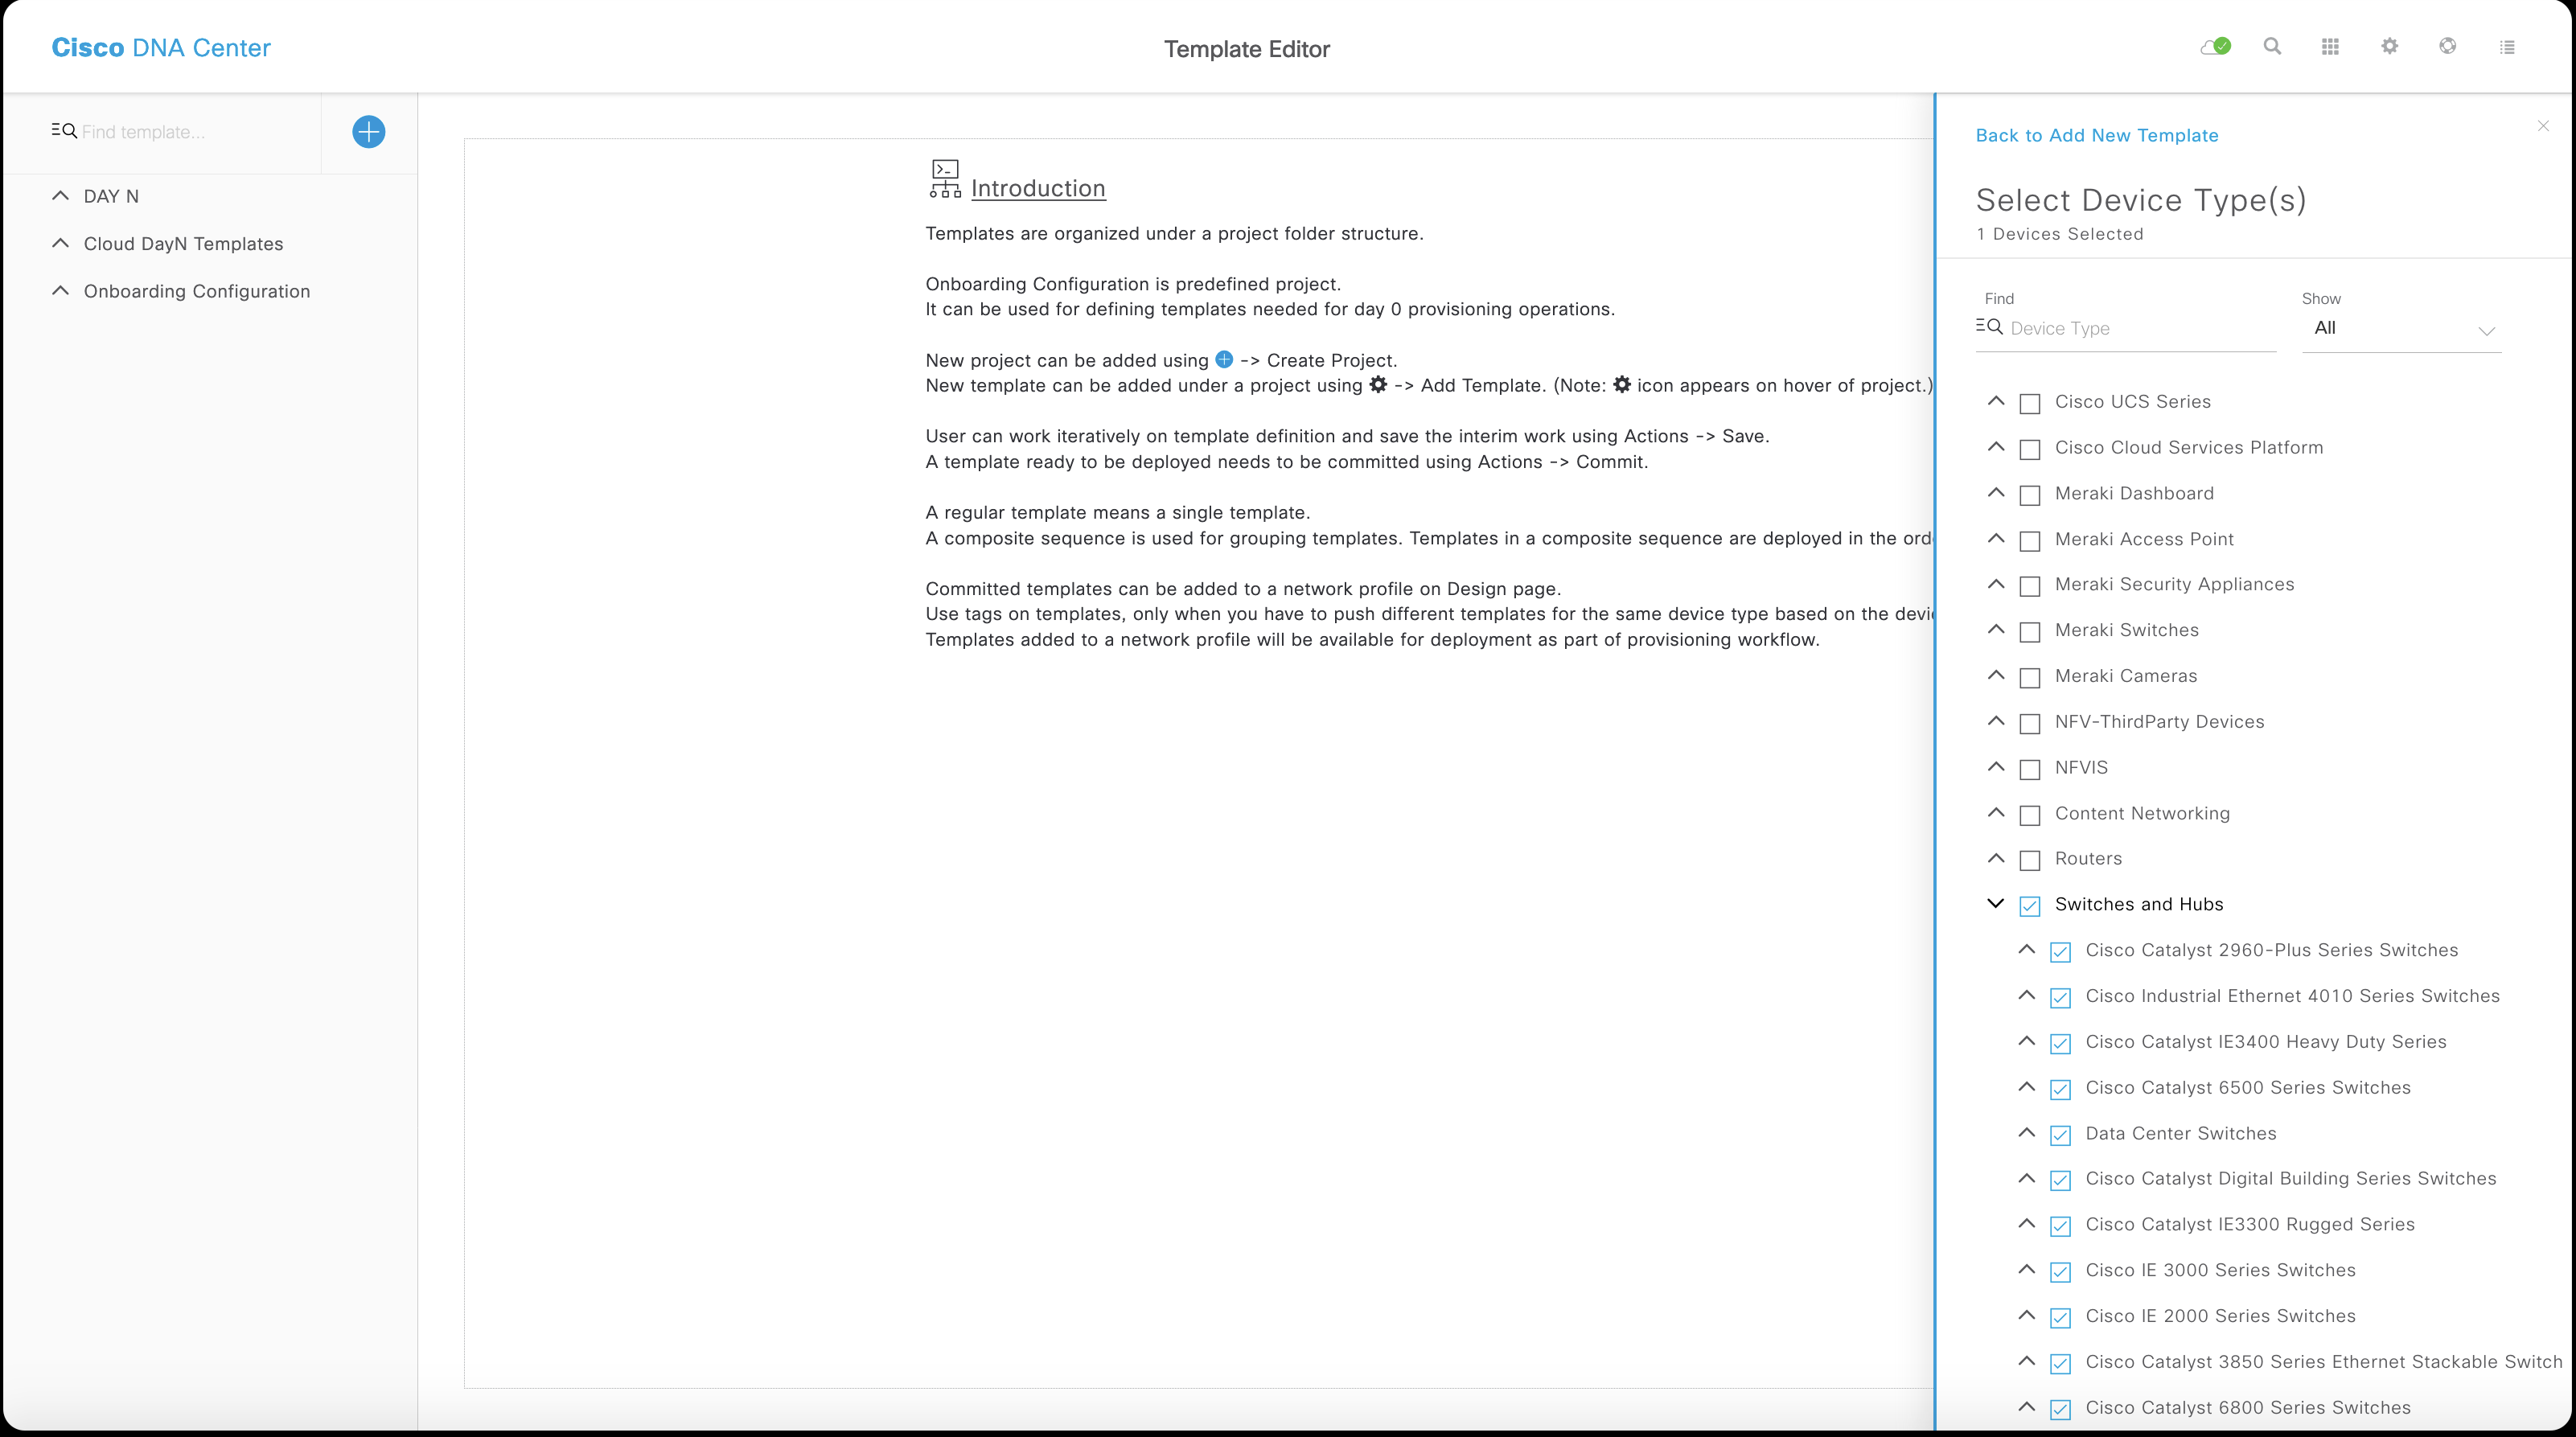 Cisco DNA Center
Template Editor
Find template...
DAY N
Cloud DayN Templates
Onboarding Configuration
Introduction
Templates are organized under a project folder structure.
Onboarding Configuration is predefined project.
It can be used for defining templates needed for day 0 provisioning operations.
New project can be added using -> Create Project.
New template can be added under a project using -> Add Template. (Note: icon appears on hover of project.)
User can work iteratively on template definition and save the interim work using Actions -> Save.
A template ready to be deployed needs to be committed using Actions -> Commit.
A regular template means a single template.
A composite sequence is used for grouping templates. Templates in a composite sequence are deployed in the
Committed templates can be added to a network profile on Design page.
Use tags on templates, only when you have to push different templates for the same device type based on the
Templates added to a network profile will be available for deployment as part of provisioning workflow.
Back to Add New Template
Select Device Type(s)
1 Devices Selected
Find
Show
Device Type
All
Cisco UCS Series
Cisco Cloud Services Platform
Meraki Dashboard
Meraki Access Point
Meraki Security Appliances
Meraki Switches
Meraki Cameras
NFV-ThirdParty Devices
NFVIS
Content Networking
Routers
Switches and Hubs
Cisco Catalyst 2960-Plus Series Switches
Cisco Industrial Ethernet 4010 Series Switches
Cisco Catalyst IE3400 Heavy Duty Series
Cisco Catalyst 6500 Series Switches
Data Center Switches
Cisco Catalyst Digital Building Series Switches
Cisco Catalyst IE3300 Rugged Series
Cisco IE 3000 Series Switches
Cisco IE 2000 Series Switches
Cisco Catalyst 3850 Series Ethernet Stackable Switch
Cisco Catalyst 6800 Series Switches